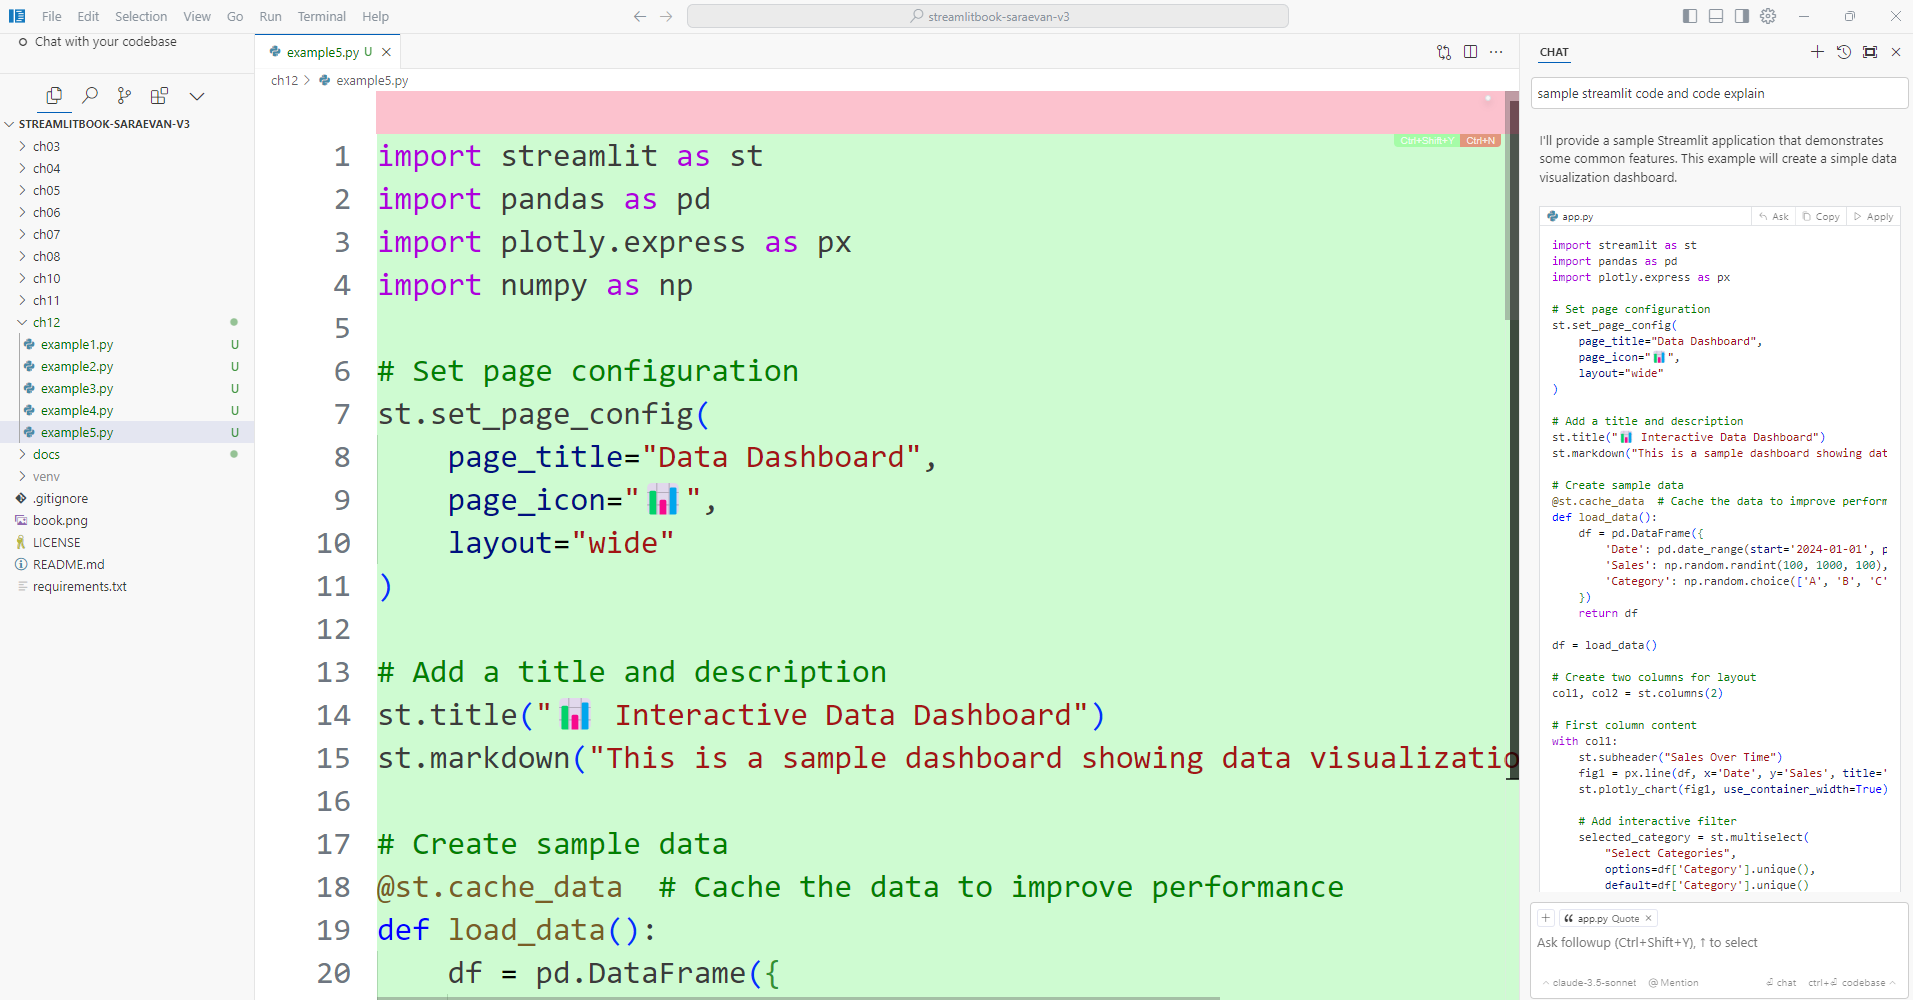 File Edit Selection View Go Run Terminal Help
streamlitbook-saraevan-v3
Chat with your codebase
STREAMLITBOOK-SARAEVAN-V3
ch03
ch04
ch05
ch06
ch07
ch08
ch10
ch11
ch12
example1.py U
example2.py U
example3.py U
example4.py U
example5.py U
docs
venv
.gitignore
book.png
LICENSE
README.md
requirements.txt
example5.py U
ch12 > example5.py
Ctrl+Shift+Y Ctrl+N
1 import streamlit as st
2 import pandas as pd
3 import plotly.express as px
4 import numpy as np
5
6 # Set page configuration
7 st.set_page_config(
8 page_title="Data Dashboard",
9 page_icon="📊",
10 layout="wide"
11 )
12
13 # Add a title and description
14 st.title("📊 Interactive Data Dashboard")
15 st.markdown("This is a sample dashboard showing data visualizatio
16
17 # Create sample data
18 @st.cache_data # Cache the data to improve performance
19 def load_data():
20 df = pd.DataFrame({
CHAT
sample streamlit code and code explain
I'll provide a sample Streamlit application that demonstrates
some common features. This example will create a simple data
visualization dashboard.
app.py Ask Copy Apply
import streamlit as st
import pandas as pd
import plotly.express as px
# Set page configuration
st.set_page_config(
page_title="Data Dashboard",
page_icon="📊",
layout="wide"
)
# Add a title and description
st.title("📊 Interactive Data Dashboard")
st.markdown("This is a sample dashboard showing dat
# Create sample data
@st.cache_data # Cache the data to improve perform
def load_data():
df = pd.DataFrame({
'Date': pd.date_range(start='2024-01-01', p
'Sales': np.random.randint(100, 1000, 100),
'Category': np.random.choice(['A', 'B', 'C'
})
return df
df = load_data()
# Create two columns for layout
col1, col2 = st.columns(2)
# First column content
with col1:
st.subheader("Sales Over Time")
fig1 = px.line(df, x='Date', y='Sales', title='
st.plotly_chart(fig1, use_container_width=True)
# Add interactive filter
selected_category = st.multiselect(
"Select Categories",
options=df['Category'].unique(),
default=df['Category'].unique()
app.py Quote
Ask followup (Ctrl+Shift+Y), ↑ to select
claude-3.5-sonnet @ Mention chat ctrl+⏎ codebase